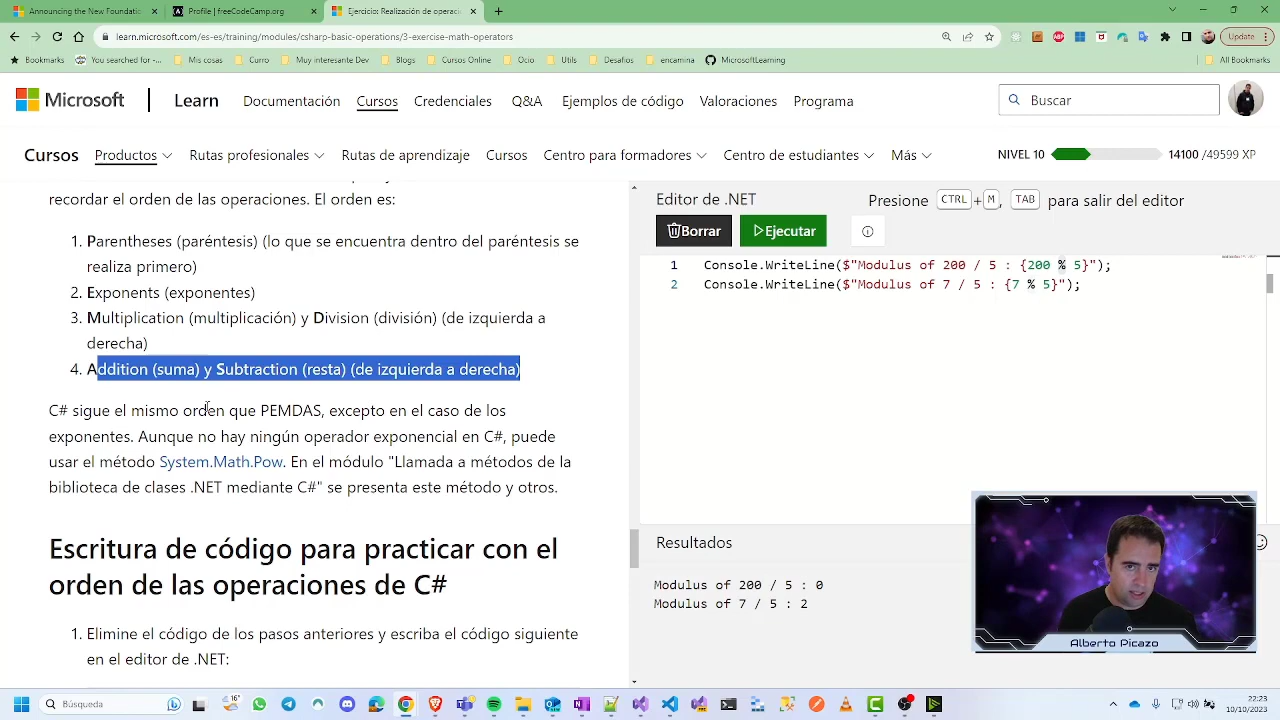 Announcing the New Foundatic
Profile | freeCodeCamp.org
Ejercicio: Realización de operaci
learn.microsoft.com/es-es/training/modules/csharp-basic-operations/3-exercise-math-operators
Update
Bookmarks
You searched for -...
Mis cosas
Curro
Muy interesante Dev
Blogs
Cursos Online
Ocio
Utils
Desafios
encamina
MicrosoftLearning
All Bookmarks
Microsoft
Learn
Documentación
Cursos
Credenciales
Q&A
Ejemplos de código
Valoraciones
Programa
Buscar
Cursos
Productos
Rutas profesionales
Rutas de aprendizaje
Cursos
Centro para formadores
Centro de estudiantes
Más
NIVEL 10
14100 /49599 XP
recordar el orden de las operaciones. El orden es:
1. Parentheses (paréntesis) (lo que se encuentra dentro del paréntesis se
realiza primero)
2. Exponents (exponentes)
3. Multiplication (multiplicación) y Division (división) (de izquierda a
derecha)
4. Addition (suma) y Subtraction (resta) (de izquierda a derecha)
C# sigue el mismo orden que PEMDAS, excepto en el caso de los
exponentes. Aunque no hay ningún operador exponencial en C#, puede
usar el método System.Math.Pow. En el módulo "Llamada a métodos de la
biblioteca de clases .NET mediante C#" se presenta este método y otros.
Escritura de código para practicar con el
orden de las operaciones de C#
1. Elimine el código de los pasos anteriores y escriba el código siguiente
en el editor de .NET:
Editor de .NET
Presione CTRL + M, TAB para salir del editor
Borrar
Ejecutar
1 Console.WriteLine($"Modulus of 200 / 5 : {200 % 5}");
2 Console.WriteLine($"Modulus of 7 / 5 : {7 % 5}");
Resultados
Modulus of 200 / 5 : 0
Modulus of 7 / 5 : 2
Alberto Picazo
Búsqueda
16°
22:23
10/10/2023